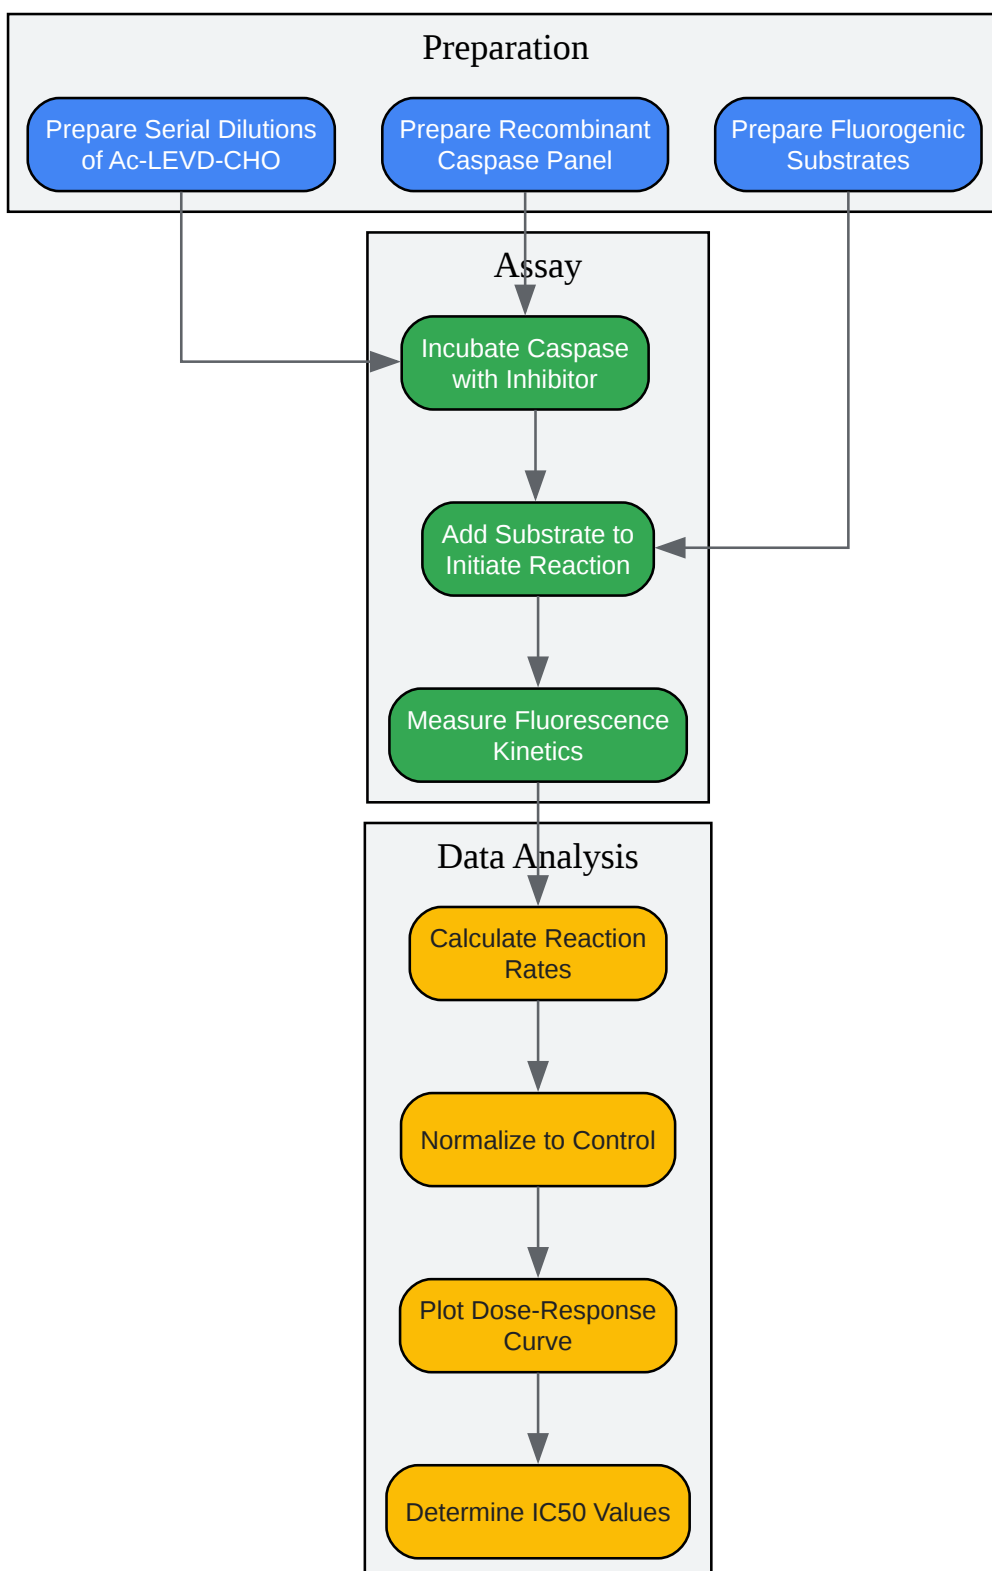 Preparation
Prepare Serial Dilutions
of Ac-LEVD-CHO
Prepare Recombinant
Caspase Panel
Prepare Fluorogenic
Substrates
Assay
Incubate Caspase
with Inhibitor
Add Substrate to
Initiate Reaction
Measure Fluorescence
Kinetics
Data Analysis
Calculate Reaction
Rates
Normalize to Control
Plot Dose-Response
Curve
Determine IC50 Values